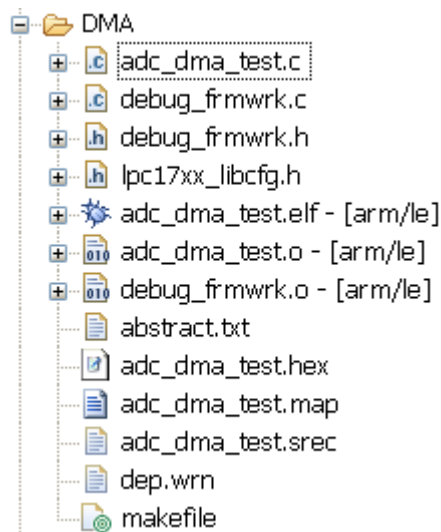 DMA
adc_dma_test.c
debug_frmwrk.c
debug_frmwrk.h
lpc17xx_libcfg.h
adc_dma_test.elf - [arm/le]
adc_dma_test.o - [arm/le]
debug_frmwrk.o - [arm/le]
abstract.txt
adc_dma_test.hex
adc_dma_test.map
adc_dma_test.srec
dep.wrn
makefile